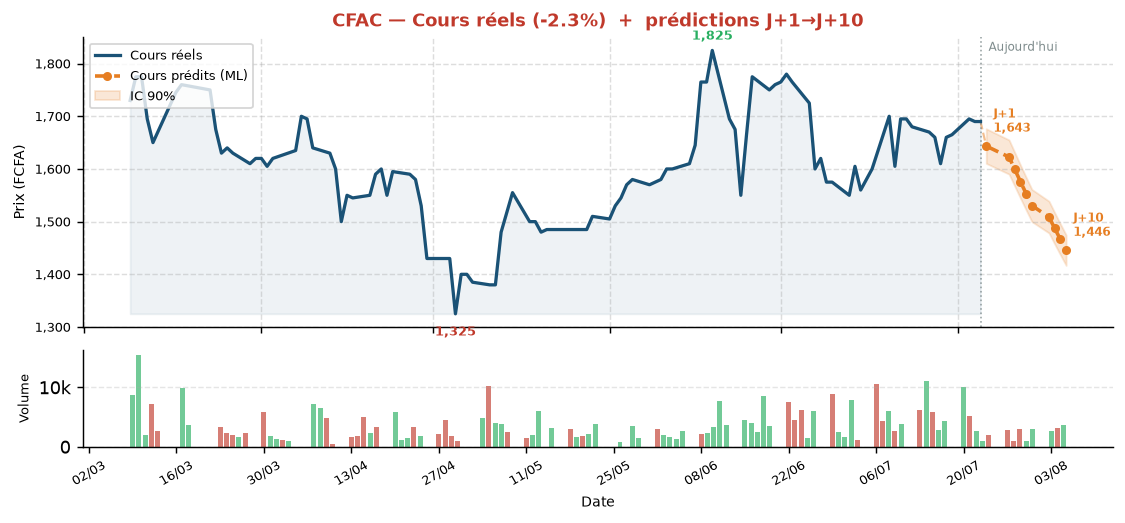 CFAC — Cours réels (-2.3%)  +  prédictions J+1→J+10
1,825
Aujourd'hui
Cours réels
Cours prédits (ML)
IC 90%
J+1
1,643
J+10
1,446
1,325
Prix (FCFA)
1,800
1,700
1,600
1,500
1,400
1,300
Volume
10k
0
02/03
16/03
30/03
13/04
27/04
11/05
25/05
08/06
22/06
06/07
20/07
03/08
Date